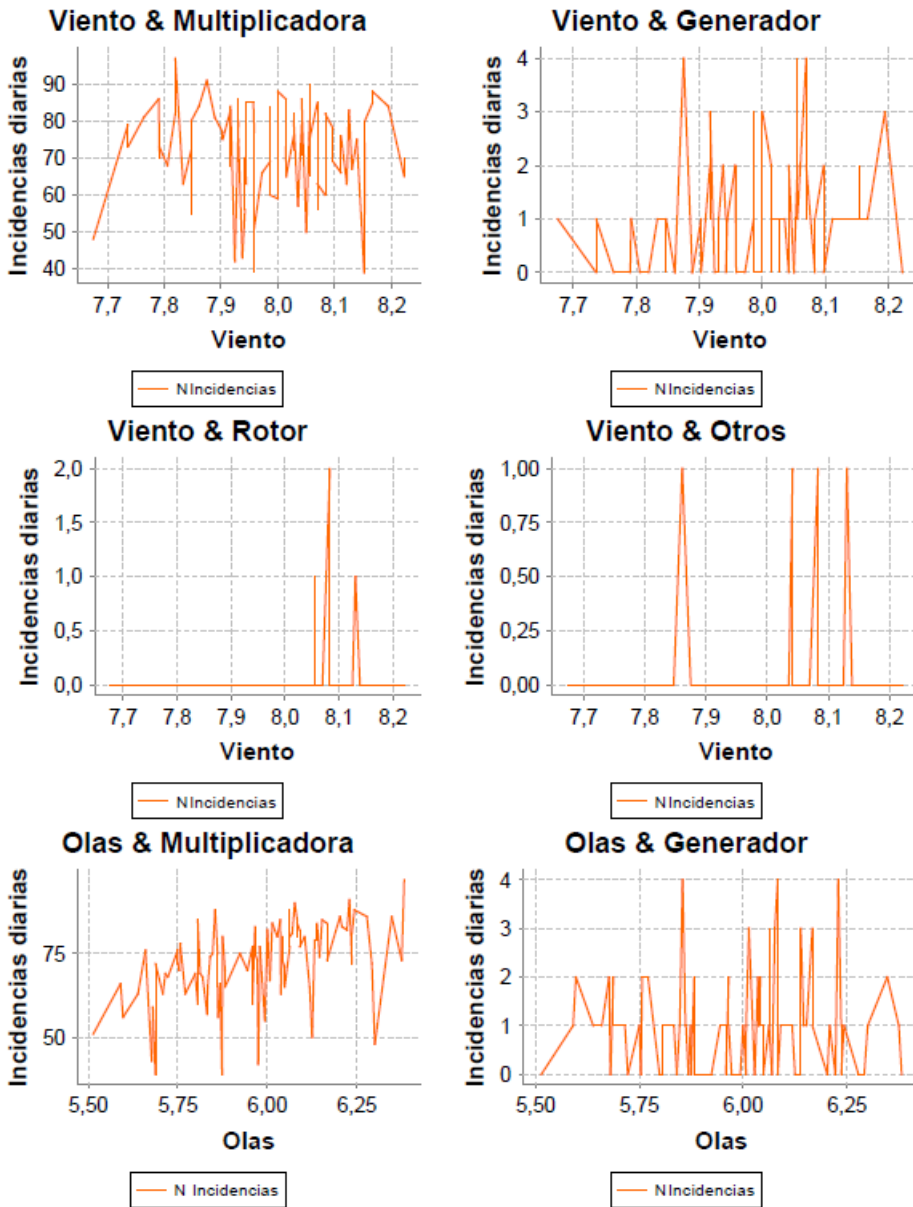 Viento & Multiplicadora
Incidencias diarias
90
80
70
60
50
40
7,7 7,8 7,9 8,0 8,1 8,2
Viento
NIncidencias
Viento & Generador
Incidencias diarias
4
3
2
1
0
7,7 7,8 7,9 8,0 8,1 8,2
Viento
NIncidencias
Viento & Rotor
Incidencias diarias
2,0
1,5
1,0
0,5
0,0
7,7 7,8 7,9 8,0 8,1 8,2
Viento
NIncidencias
Viento & Otros
Incidencias diarias
1,00
0,75
0,50
0,25
0,00
7,7 7,8 7,9 8,0 8,1 8,2
Viento
NIncidencias
Olas & Multiplicadora
Incidencias diarias
75
50
5,50 5,75 6,00 6,25
Olas
N Incidencias
Olas & Generador
Incidencias diarias
4
3
2
1
0
5,50 5,75 6,00 6,25
Olas
NIncidencias